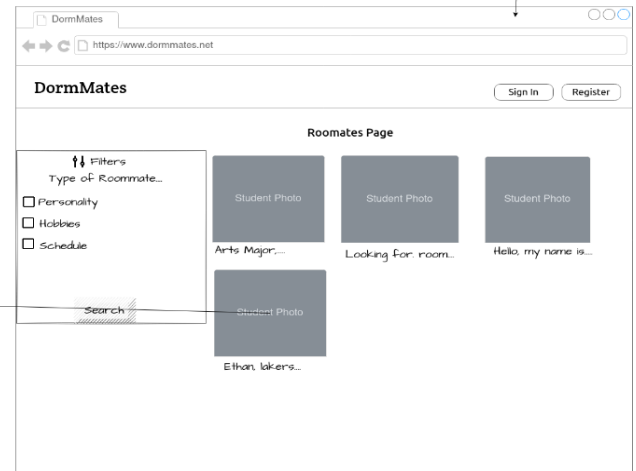 DormMates
https://www.dormmates.net
DormMates
Sign In
Register
Roomates Page
Filters
Type of Roommate...
Personality
Hobbies
Schedule
Search
Student Photo
Student Photo
Student Photo
Arts Major,....
Looking for. room...
Hello, my name is....
Student Photo
Ethan, lakers...